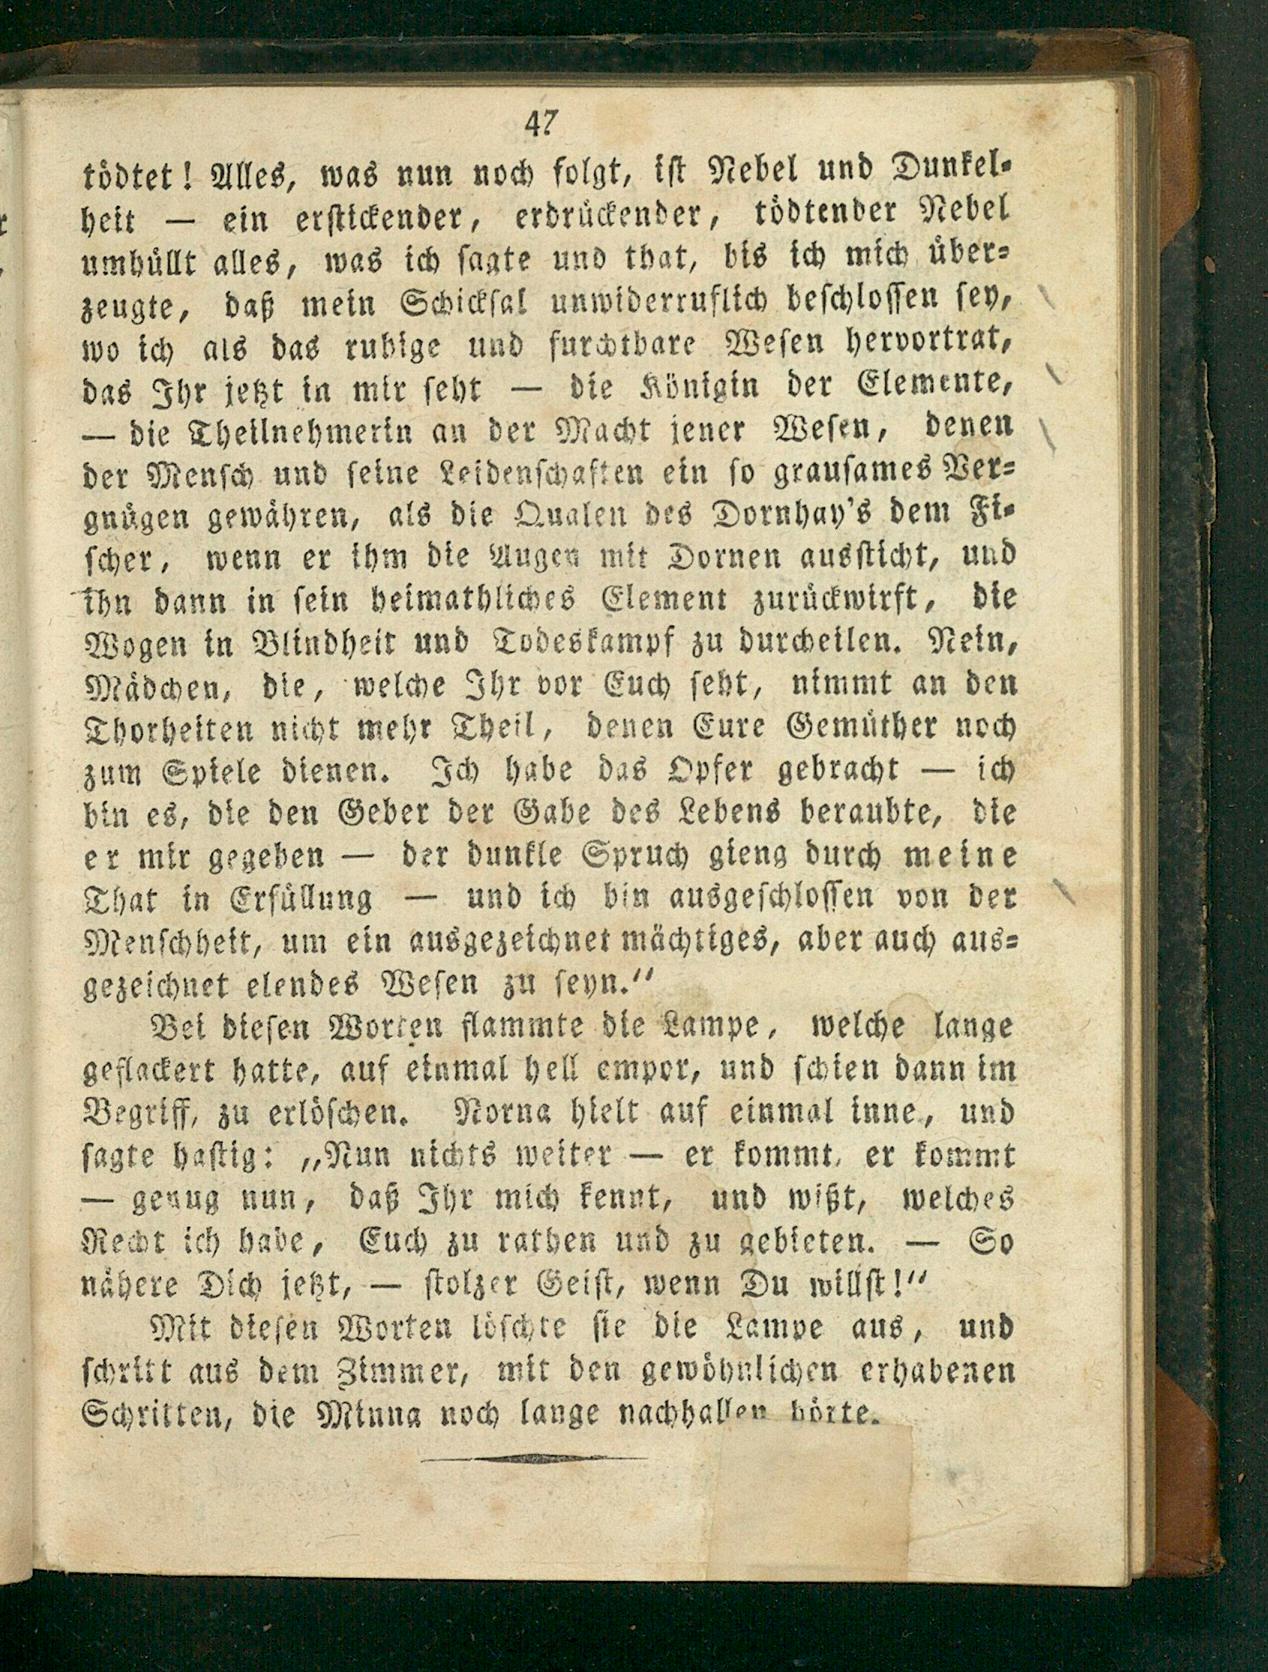 47
tödtet! Alles, was nun noch folgt, ist Nebel und Dunkel-
heit — ein erstickender, erdrückender, tödtender Nebel
umhüllt alles, was ich sagte und that, bis ich mich über-
zeugte, daß mein Schicksal unwiderruflich beschlossen sey,
wo ich als das ruhige und furchtbare Wesen hervortrat,
das Ihr jetzt in mir seht — die Königin der Elemente,
— die Theilnehmerin an der Macht jener Wesen, denen
der Mensch und seine Leidenschaften ein so grausames Ver-
gnügen gewähren, als die Qualen des Dornhay's dem Fi-
scher, wenn er ihm die Augen mit Dornen aussticht, und
ihn dann in sein heimathliches Element zurückwirft, die
Wogen in Blindheit und Todeskampf zu durcheilen. Nein,
Mädchen, die, welche Ihr vor Euch seht, nimmt an den
Thorheiten nicht mehr Theil, denen Eure Gemüther noch
zum Spiele dienen. Ich habe das Opfer gebracht — ich
bin es, die den Geber der Gabe des Lebens beraubte, die
er mir gegeben — der dunkle Spruch gieng durch meine
That in Erfüllung — und ich bin ausgeschlossen von der
Menschheit, um ein ausgezeichnet mächtiges, aber auch aus-
gezeichnet elendes Wesen zu seyn.“
Bei diesen Worten flammte die Lampe, welche lange
geflackert hatte, auf einmal hell empor, und schien dann im
Begriff, zu erlöschen. Norna hielt auf einmal inne, und
sagte hastig: „Nun nichts weiter — er kommt, er kommt
— genug nun, daß Ihr mich kennt, und wißt, welches
Recht ich habe, Euch zu rathen und zu gebieten. — So
nähere Dich jetzt, — stolzer Geist, wenn Du willst!“
Mit diesen Worten löschte sie die Lampe aus, und
schritt aus dem Zimmer, mit den gewöhnlichen erhabenen
Schritten, die Minna noch lange nachhallen hörte.